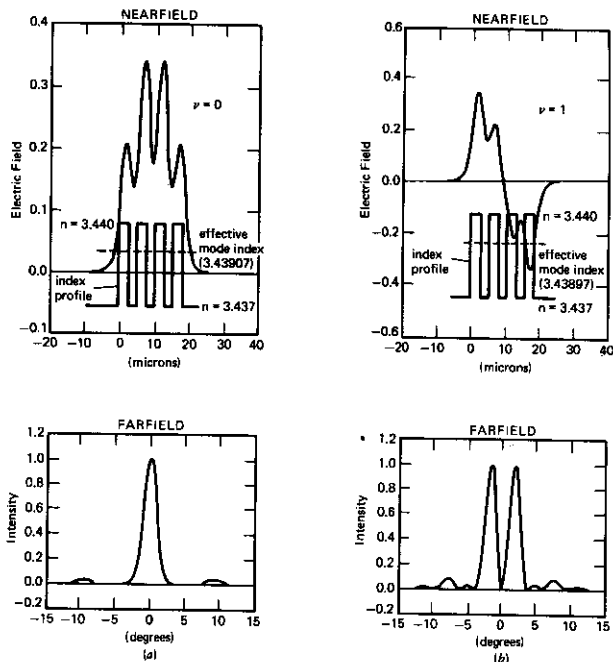 NEARFIELD
0.4
0.3
0.2
0.1
0.0
-0.1
Electric Field
ν = 0
n = 3.440
effective
mode index
(3.43907)
index
profile
n = 3.437
-20 -10 0 10 20 30 40
(microns)
NEARFIELD
0.6
0.4
0.2
0.0
-0.2
-0.4
-0.6
Electric Field
ν = 1
n = 3.440
index
profile
effective
mode index
(3.43897)
n = 3.437
-20 -10 0 10 20 30 40
(microns)
FARFIELD
1.2
1.0
0.8
0.6
0.4
0.2
0.0
-0.2
Intensity
-15 -10 -5 0 5 10 15
(degrees)
(a)
FARFIELD
1.2
1.0
0.8
0.6
0.4
0.2
0.0
-0.2
Intensity
-15 -10 -5 0 5 10 15
(degrees)
(b)